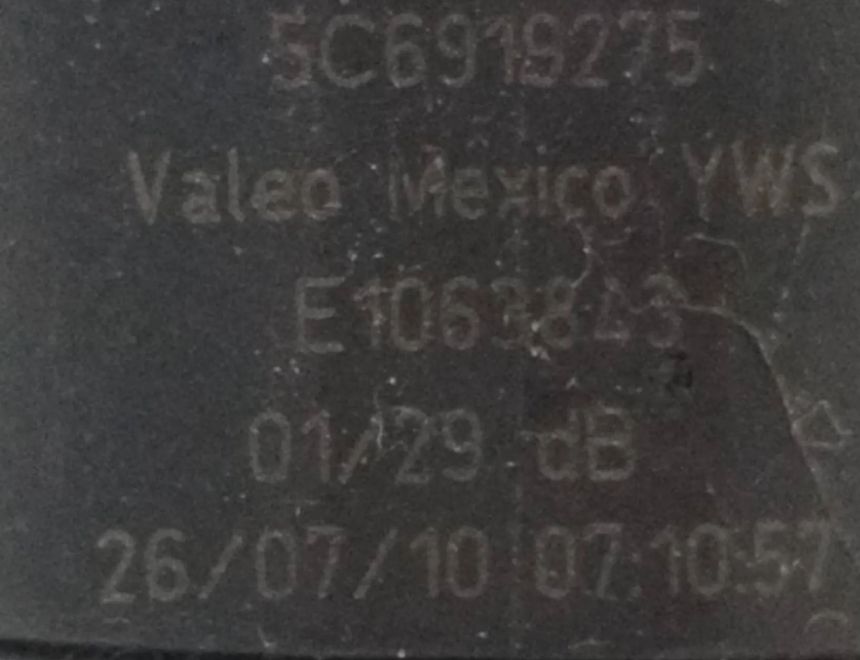 5C6919275
Valeo Mexico YWS
E1063843
01/29 dB
26/07/10 07:10:57